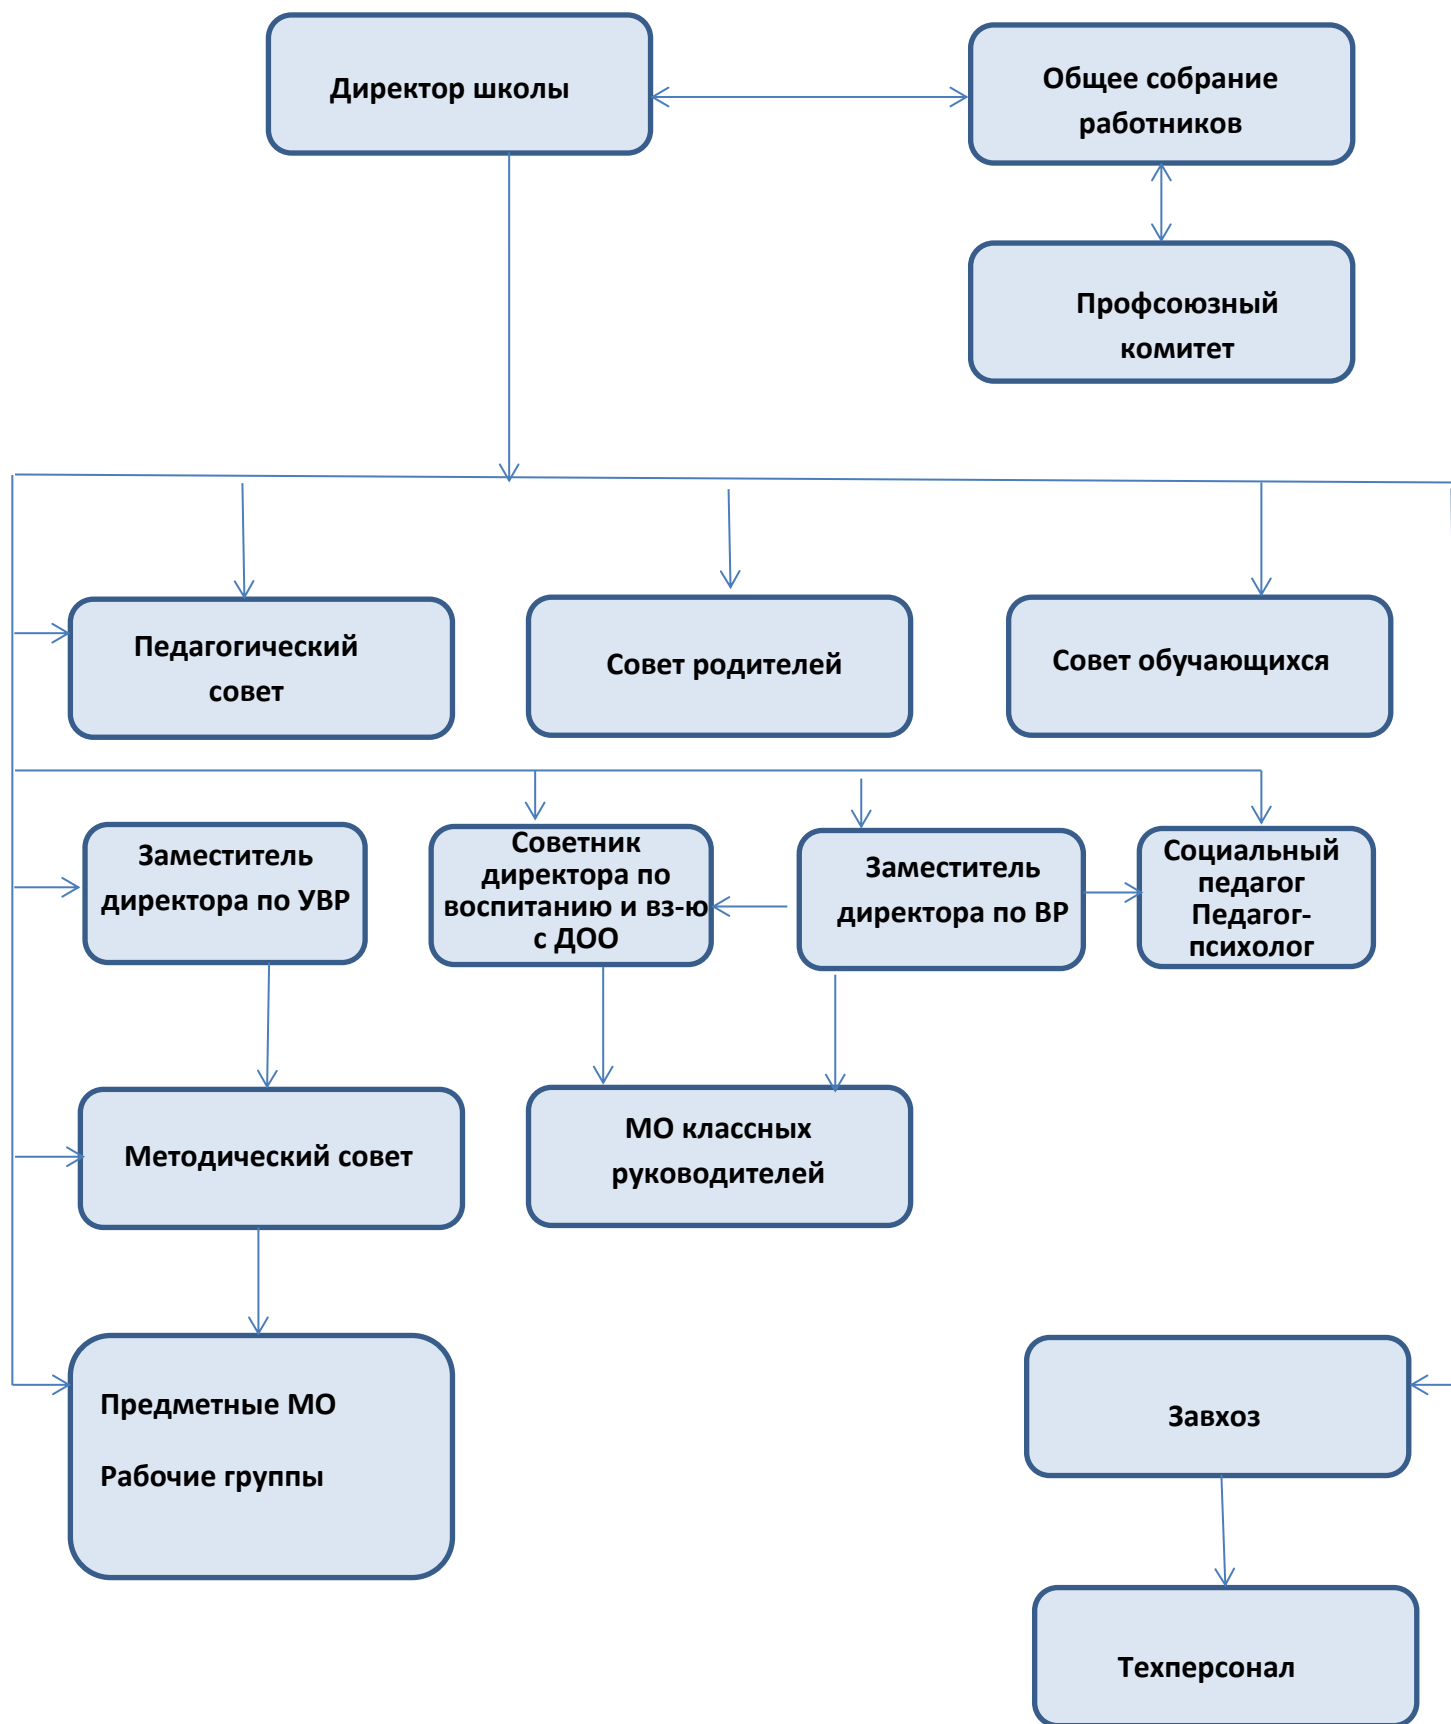 Директор школы
Общее собрание
работников
Профсоюзный
комитет
Педагогический
совет
Совет родителей
Совет обучающихся
Заместитель
директора по УВР
Советник
директора по
воспитанию и вз-ю
с ДОО
Заместитель
директора по ВР
Социальный
педагог
Педагог-
психолог
Методический совет
МО классных
руководителей
Предметные МО
Рабочие группы
Завхоз
Техперсонал